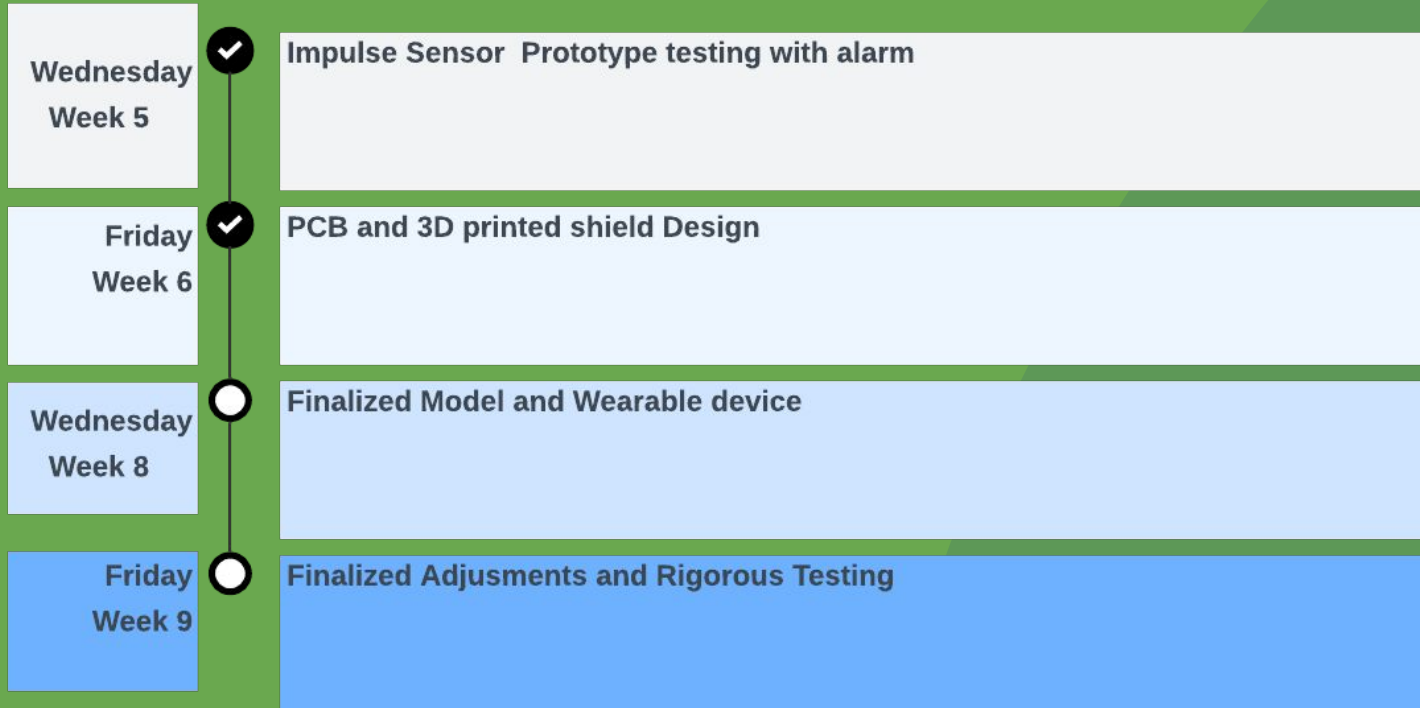 Wednesday
Week 5
Impulse Sensor  Prototype testing with alarm
Friday
Week 6
PCB and 3D printed shield Design
Wednesday
Week 8
Finalized Model and Wearable device
Friday
Week 9
Finalized Adjusments and Rigorous Testing